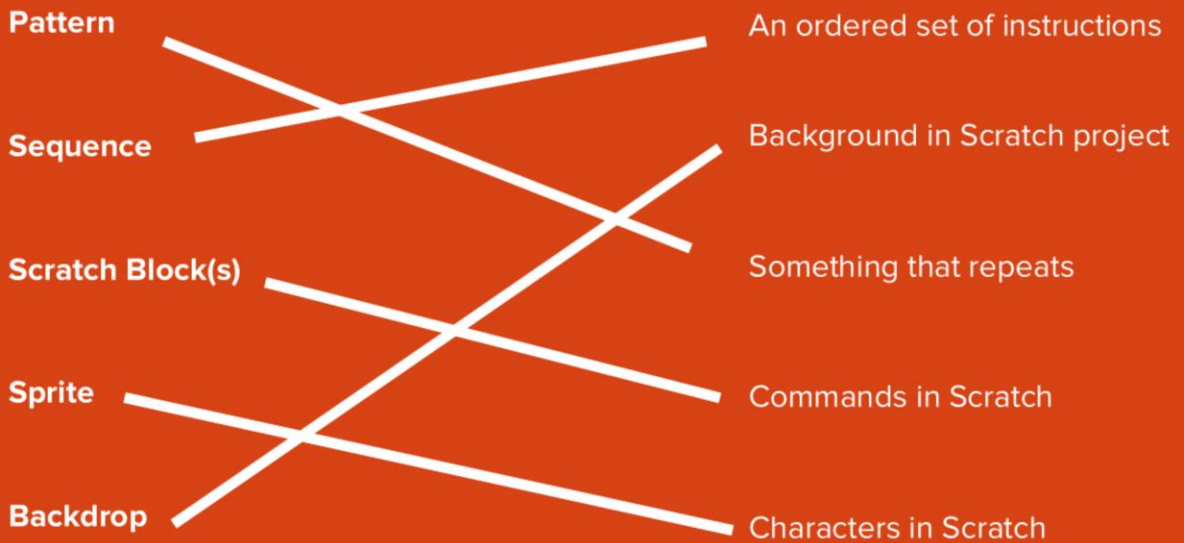 Pattern
An ordered set of instructions
Sequence
Background in Scratch project
Scratch Block(s)
Something that repeats
Sprite
Commands in Scratch
Backdrop
Characters in Scratch